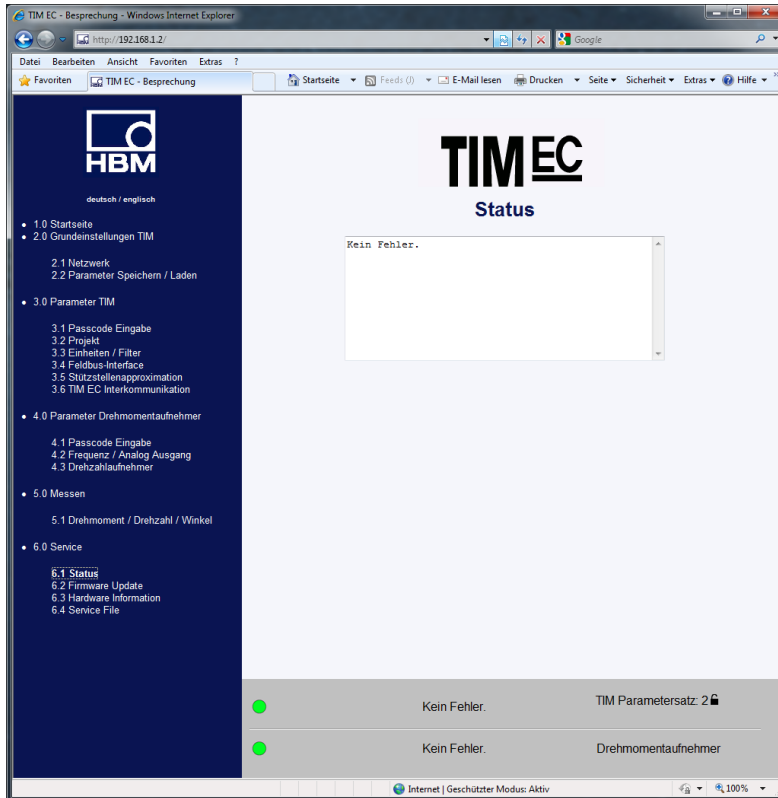 TIM EC - Besprechung - Windows Internet Explorer
http://192.168.1.2/
Google
Datei Bearbeiten Ansicht Favoriten Extras ?
Favoriten TIM EC - Besprechung Startseite Feeds (J) E-Mail lesen Drucken Seite Sicherheit Extras Hilfe
HBM
deutsch / englisch
1.0 Startseite
2.0 Grundeinstellungen TIM
2.1 Netzwerk
2.2 Parameter Speichern / Laden
3.0 Parameter TIM
3.1 Passcode Eingabe
3.2 Projekt
3.3 Einheiten / Filter
3.4 Feldbus-Interface
3.5 Stützstellenapproximation
3.6 TIM EC Interkommunikation
4.0 Parameter Drehmomentaufnehmer
4.1 Passcode Eingabe
4.2 Frequenz / Analog Ausgang
4.3 Drehzahlaufnehmer
5.0 Messen
5.1 Drehmoment / Drehzahl / Winkel
6.0 Service
6.1 Status
6.2 Firmware Update
6.3 Hardware Information
6.4 Service File
TIM EC
Status
Kein Fehler.
Kein Fehler. TIM Parametersatz: 2
Kein Fehler. Drehmomentaufnehmer
Internet | Geschützter Modus: Aktiv 100%